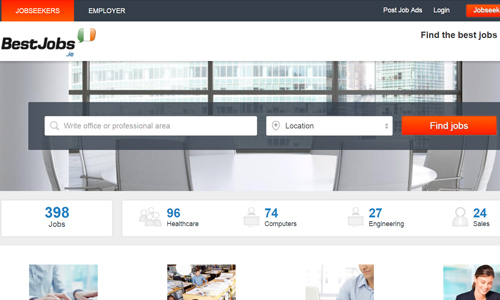 JOBSEEKERS EMPLOYER Post Job Ads Login Jobseek
BestJobs
.ie
Find the best jobs
Write office or professional area Location Find jobs
398 96 74 27 24
Jobs Healthcare Computers Engineering Sales